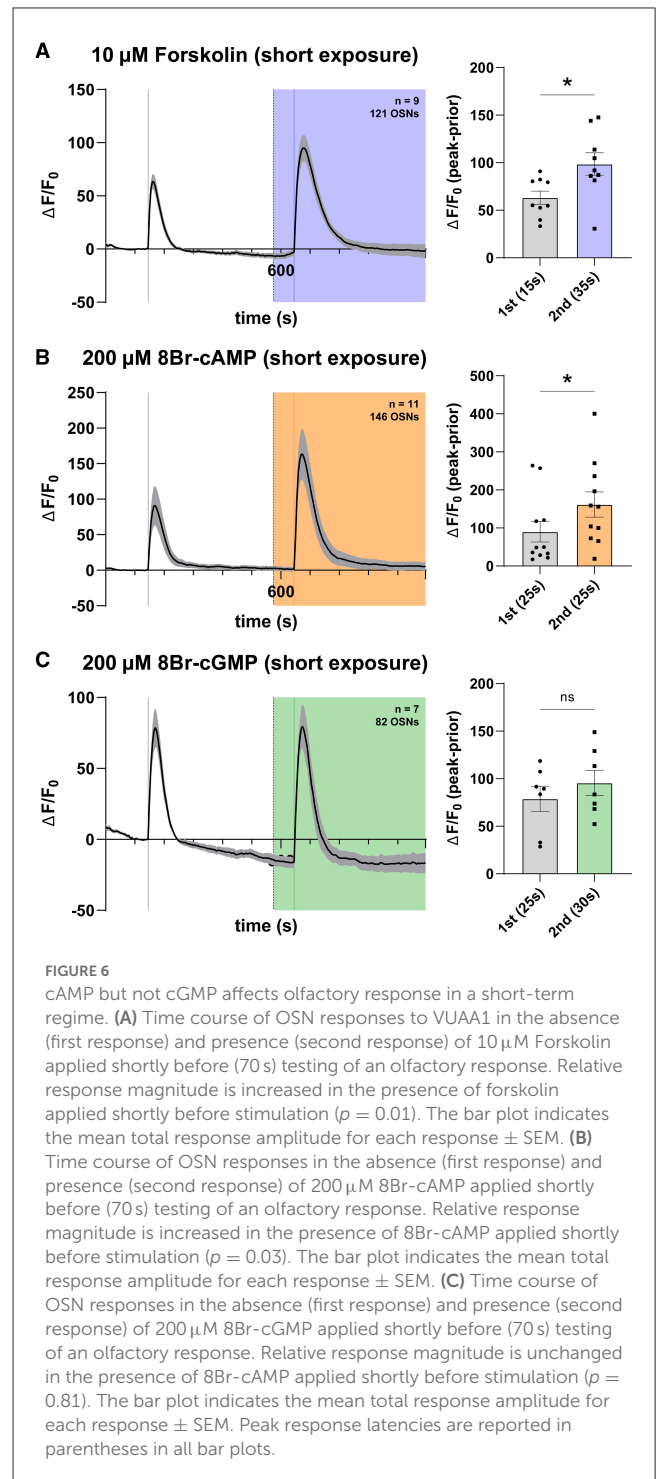 A 10 µM Forskolin (short exposure)
150
100
50
0
-50
ΔF/F0
600
time (s)
n = 9
121 OSNs
200
150
100
50
0
ΔF/F0 (peak-prior)
*
1st (15s)
2nd (35s)
B 200 µM 8Br-cAMP (short exposure)
250
200
150
100
50
0
-50
ΔF/F0
600
time (s)
n = 11
146 OSNs
500
400
300
200
100
0
ΔF/F0 (peak-prior)
*
1st (25s)
2nd (25s)
C 200 µM 8Br-cGMP (short exposure)
100
50
0
-50
ΔF/F0
time (s)
n = 7
82 OSNs
200
150
100
50
0
ΔF/F0 (peak-prior)
ns
1st (25s)
2nd (30s)
FIGURE 6
cAMP but not cGMP affects olfactory response in a short-term
regime. (A) Time course of OSN responses to VUAA1 in the absence
(first response) and presence (second response) of 10 µM Forskolin
applied shortly before (70 s) testing of an olfactory response. Relative
response magnitude is increased in the presence of forskolin
applied shortly before stimulation (p = 0.01). The bar plot indicates
the mean total response amplitude for each response ± SEM. (B)
Time course of OSN responses in the absence (first response) and
presence (second response) of 200 µM 8Br-cAMP applied shortly
before (70 s) testing of an olfactory response. Relative response
magnitude is increased in the presence of 8Br-cAMP applied shortly
before stimulation (p = 0.03). The bar plot indicates the mean total
response amplitude for each response ± SEM. (C) Time course of
OSN responses in the absence (first response) and presence (second
response) of 200 µM 8Br-cGMP applied shortly before (70 s) testing
of an olfactory response. Relative response magnitude is unchanged
in the presence of 8Br-cAMP applied shortly before stimulation (p =
0.81). The bar plot indicates the mean total response amplitude for
each response ± SEM. Peak response latencies are reported in
parentheses in all bar plots.